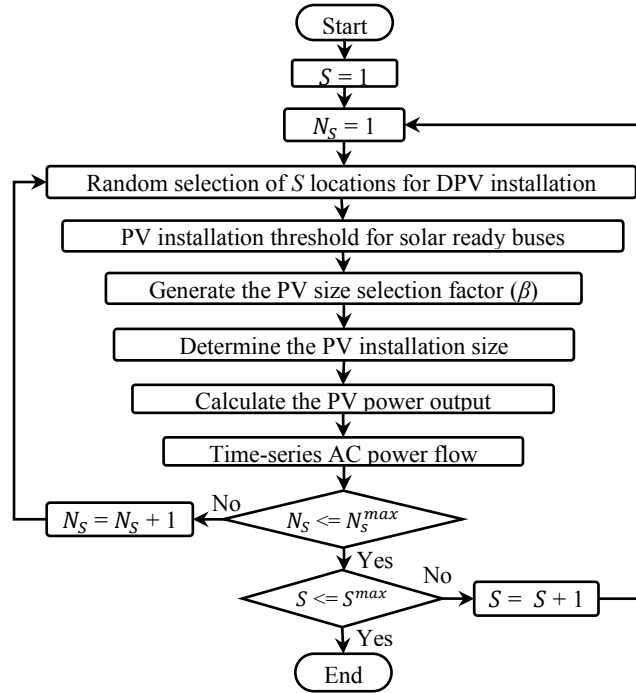 Start
S = 1
N_S = 1
Random selection of S locations for DPV installation
PV installation threshold for solar ready buses
Generate the PV size selection factor (β)
Determine the PV installation size
Calculate the PV power output
Time-series AC power flow
N_S = N_S + 1
No
N_S <= N_s^max
Yes
S <= S^max
No
S = S + 1
Yes
End